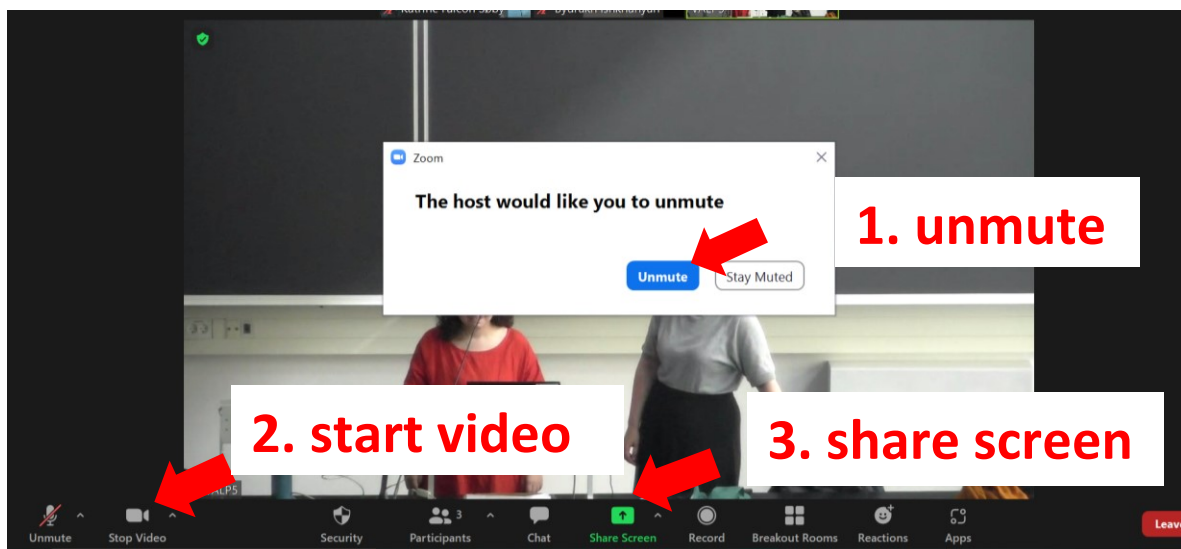 Zoom
The host would like you to unmute
1. unmute
Unmute
Stay Muted
2. start video
3. share screen
3
Unmute
Stop Video
Security
Participants
Chat
Share Screen
Record
Breakout Rooms
Reactions
Apps